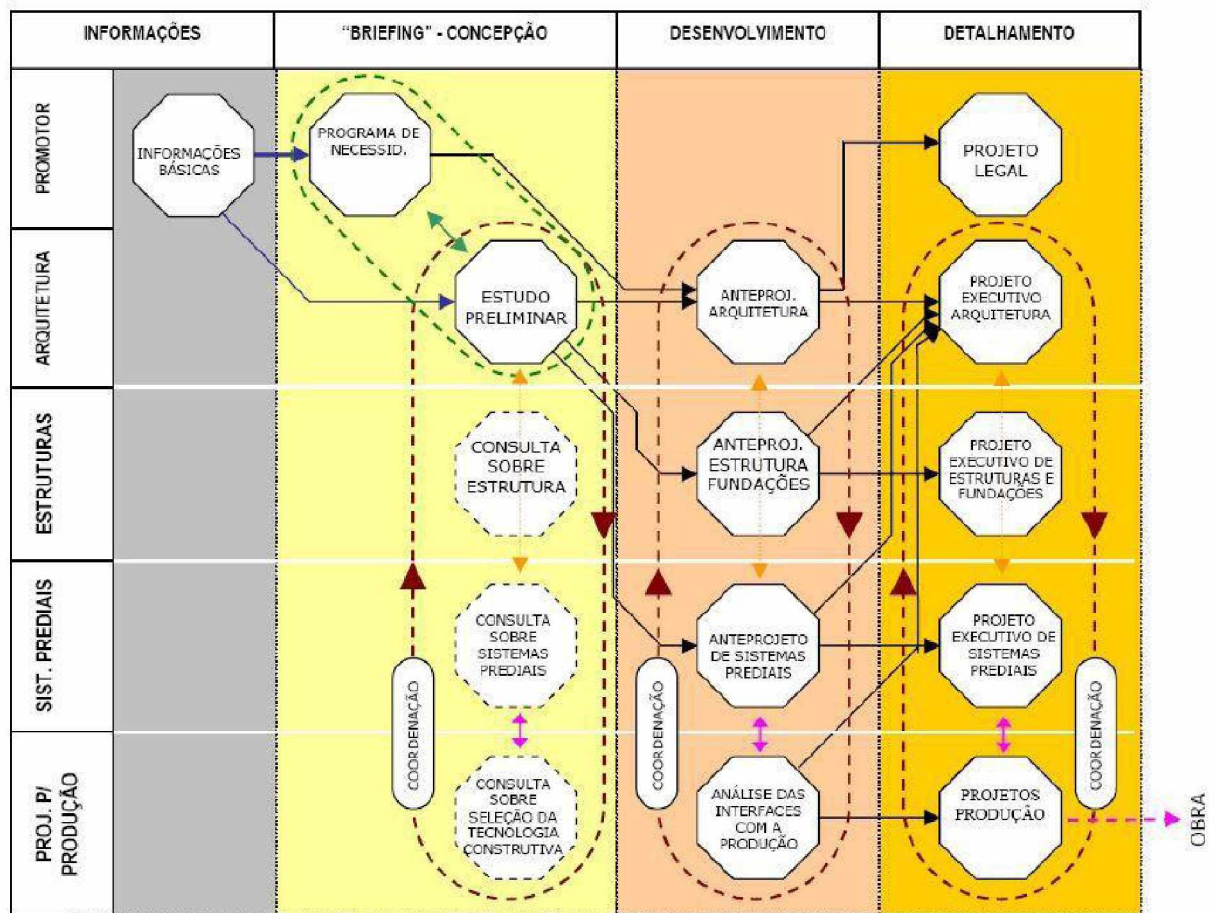 INFORMAÇÕES
"BRIEFING" - CONCEPÇÃO
DESENVOLVIMENTO
DETALHAMENTO
PROMOTOR
INFORMAÇÕES
BÁSICAS
PROGRAMA DE
NECESSID.
PROJETO
LEGAL
ARQUITETURA
ESTUDO
PRELIMINAR
ANTEPROJ.
ARQUITETURA
PROJETO
EXECUTIVO
ARQUITETURA
ESTRUTURAS
CONSULTA
SOBRE
ESTRUTURA
ANTEPROJ.
ESTRUTURA
FUNDAÇÕES
PROJETO
EXECUTIVO DE
ESTRUTURAS E
FUNDAÇÕES
SIST. PREDIAIS
CONSULTA
SOBRE
SISTEMAS
PREDIAIS
ANTEPROJETO
DE SISTEMAS
PREDIAIS
PROJETO
EXECUTIVO DE
SISTEMAS
PREDIAIS
COORDENAÇÃO
COORDENAÇÃO
COORDENAÇÃO
PROJ. P/
PRODUÇÃO
CONSULTA
SOBRE
SELEÇÃO DA
TECNOLOGIA
CONSTRUTIVA
ANÁLISE DAS
INTERFACES
COM A
PRODUÇÃO
PROJETOS
PRODUÇÃO
OBRA